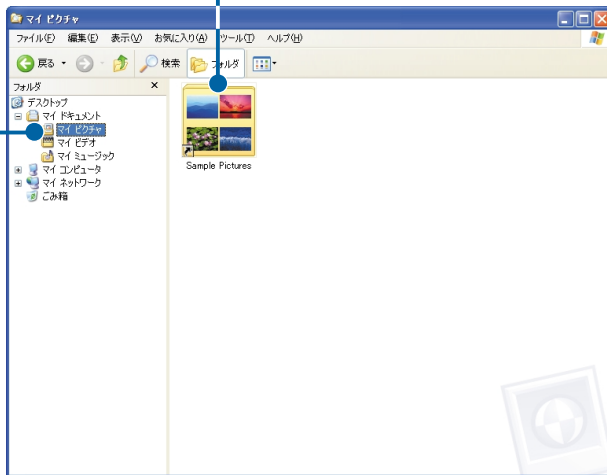 マイ ピクチャ
ファイル(F) 編集(E) 表示(V) お気に入り(A) ツール(T) ヘルプ(H)
戻る 検索 フォルダ
フォルダ
デスクトップ
マイ ドキュメント
マイ ピクチャ
マイ ビデオ
マイ ミュージック
マイ コンピュータ
マイ ネットワーク
ごみ箱
Sample Pictures